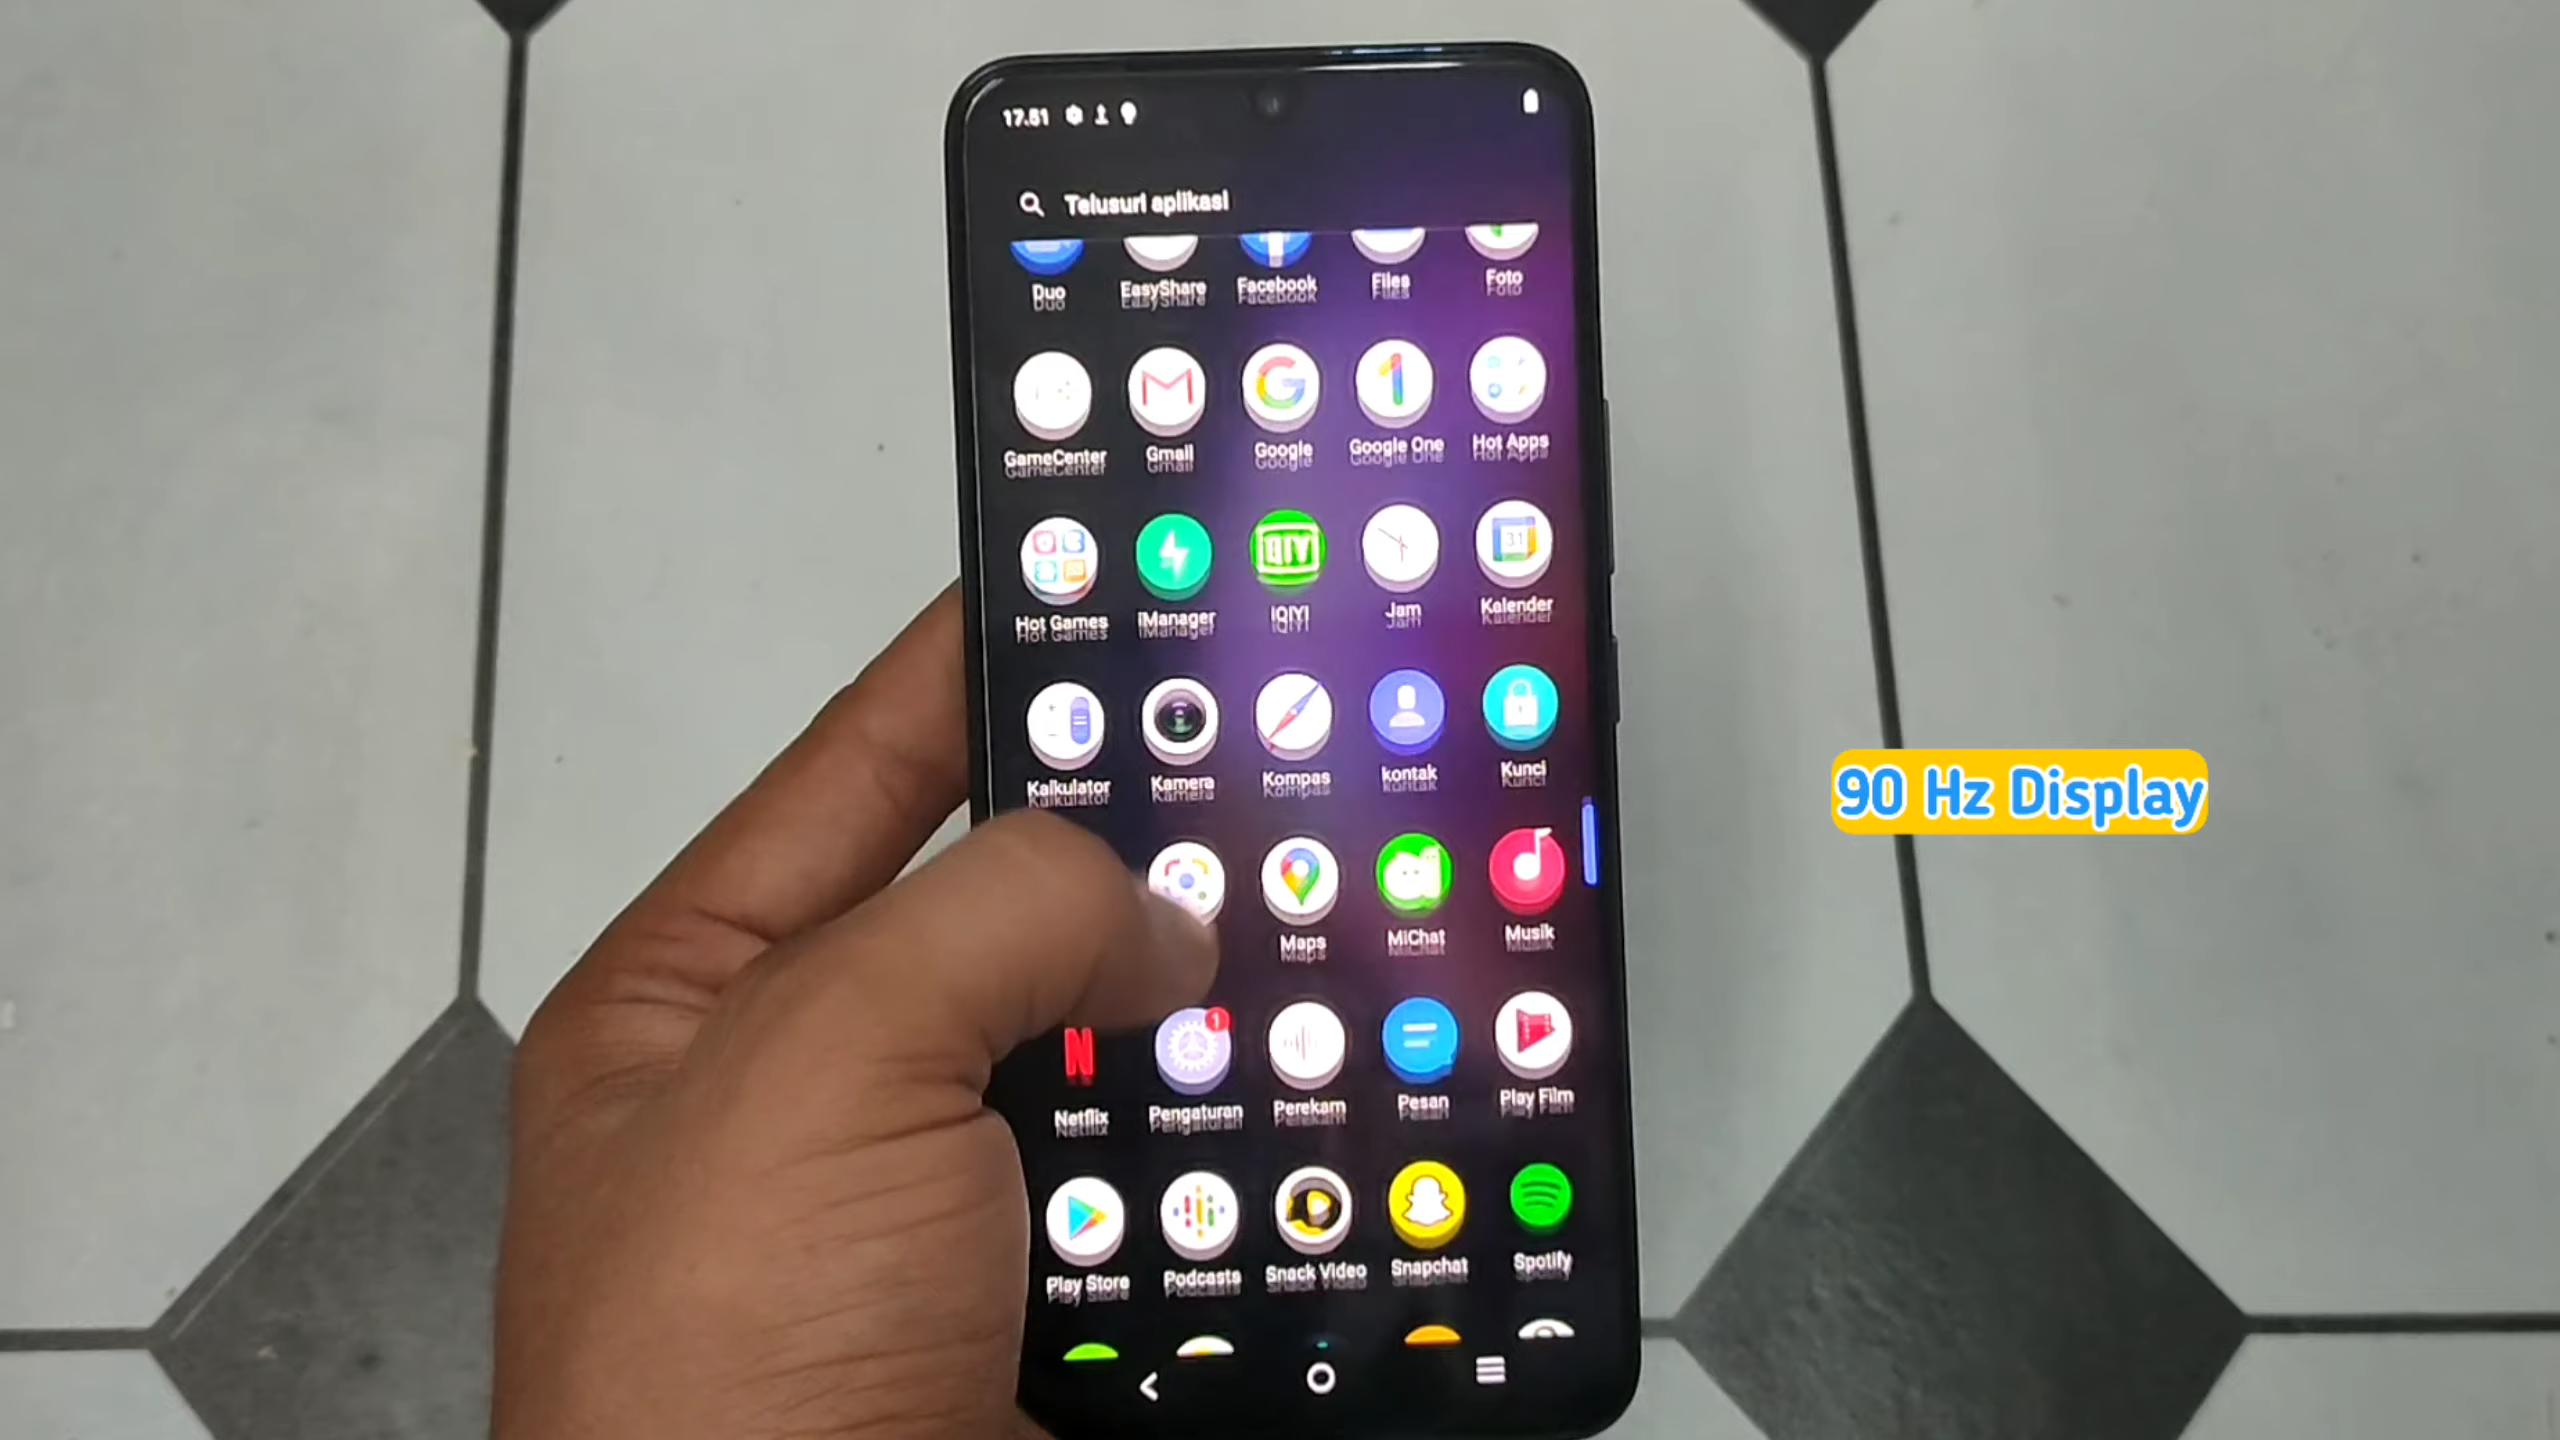 17.51
Telusuri aplikasi
Duo EasyShare Facebook Files Foto
GameCenter Gmail Google Google One Hot Apps
31
Hot Games iManager iQIYI Jam Kalender
Kalkulator Kamera Kompas kontak Kunci
90 Hz Display
Maps MiChat Musik
N 1
Netflix Pengaturan Perekam Pesan Play Film
Play Store Podcasts Snack Video Snapchat Spotify